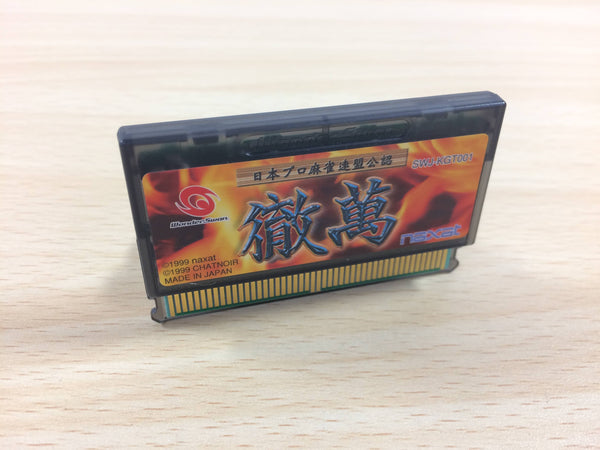 日本プロ麻雀連盟公認
SWJ-KGT001
WonderSwan
徹萬
naxat
©1999 naxat
©1999 CHATNOIR
MADE IN JAPAN